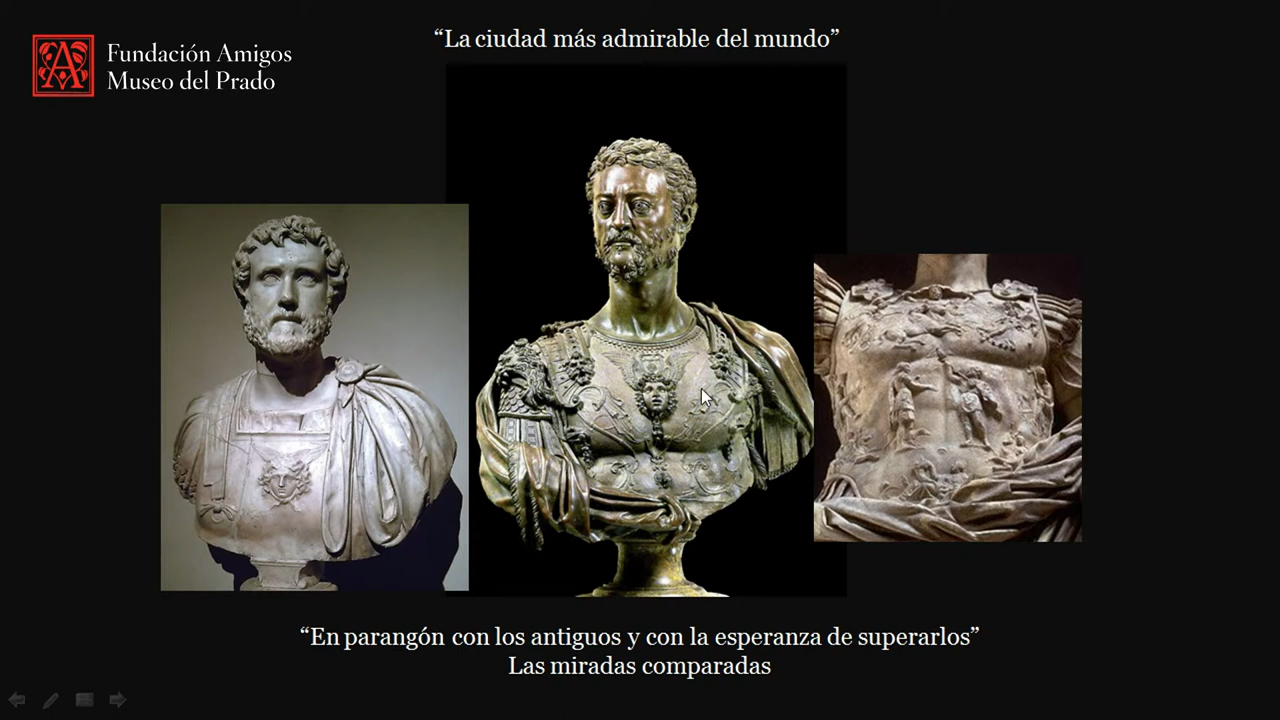 Fundación Amigos
Museo del Prado
“La ciudad más admirable del mundo”
“En parangón con los antiguos y con la esperanza de superarlos”
Las miradas comparadas